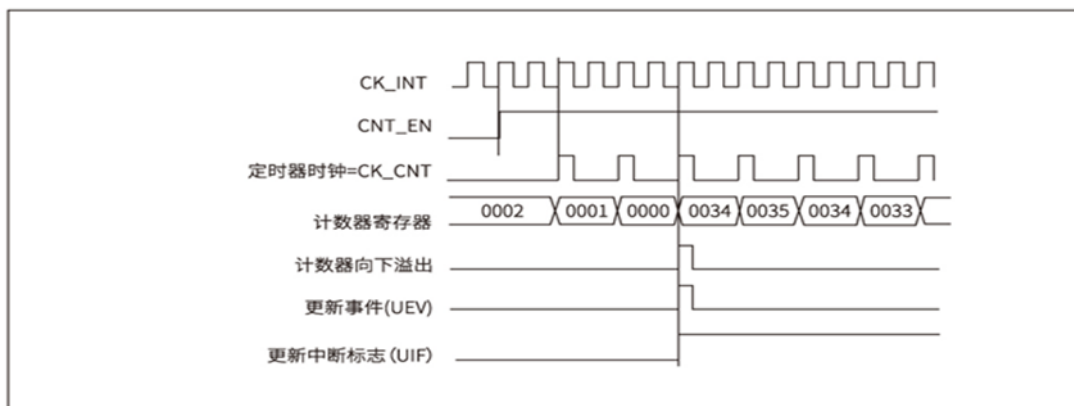 CK_INT
CNT_EN
定时器时钟=CK_CNT
计数器寄存器 0002 0001 0000 0034 0035 0034 0033
计数器向下溢出
更新事件(UEV)
更新中断标志(UIF)